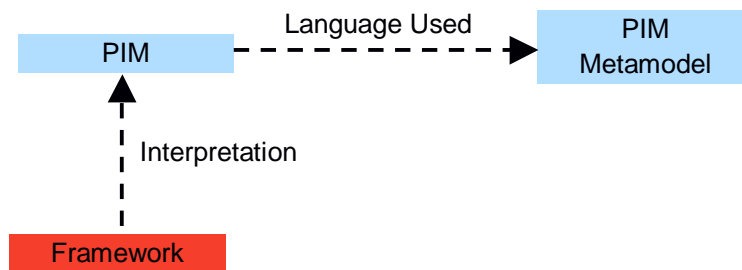 Language Used
PIM
PIM
Metamodel
Interpretation
Framework